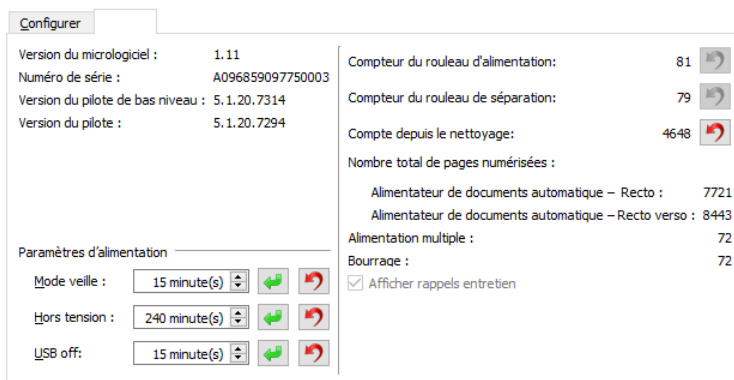 Configurer
Version du micrologiciel : 1.11
Numéro de série : A096859097750003
Version du pilote de bas niveau : 5.1.20.7314
Version du pilote : 5.1.20.7294
Paramètres d'alimentation
Mode veille : 15 minute(s)
Hors tension : 240 minute(s)
USB off: 15 minute(s)
Compteur du rouleau d'alimentation: 81
Compteur du rouleau de séparation: 79
Compte depuis le nettoyage: 4648
Nombre total de pages numérisées :
Alimentateur de documents automatique – Recto : 7721
Alimentateur de documents automatique – Recto verso : 8443
Alimentation multiple : 72
Bourrage : 72
Afficher rappels entretien